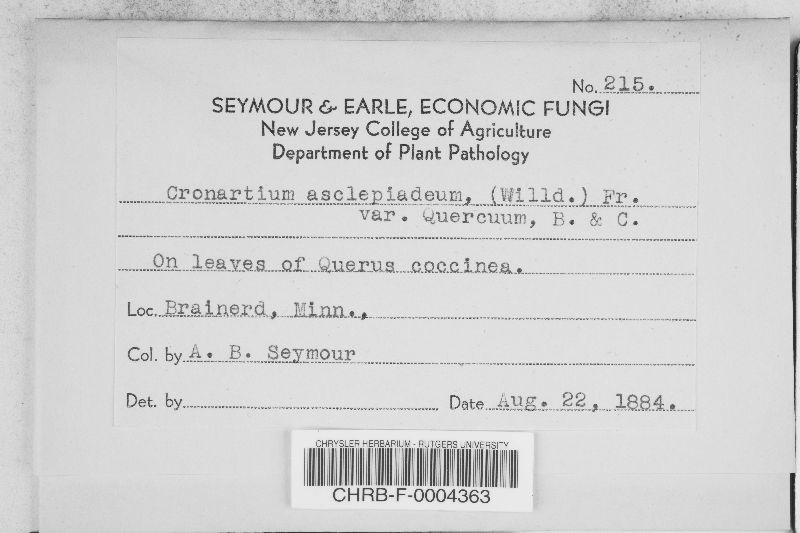 No. 215.
SEYMOUR & EARLE, ECONOMIC FUNGI
New Jersey College of Agriculture
Department of Plant Pathology
Cronartium asclepiadeum, (Willd.) Fr.
var. Quercuum, B. & C.
On leaves of Querus coccinea.
Loc. Brainerd, Minn.,
Col. by A. B. Seymour
Det. by Date Aug. 22, 1884.
CHRYSLER HERBARIUM - RUTGERS UNIVERSITY
CHRB-F-0004363